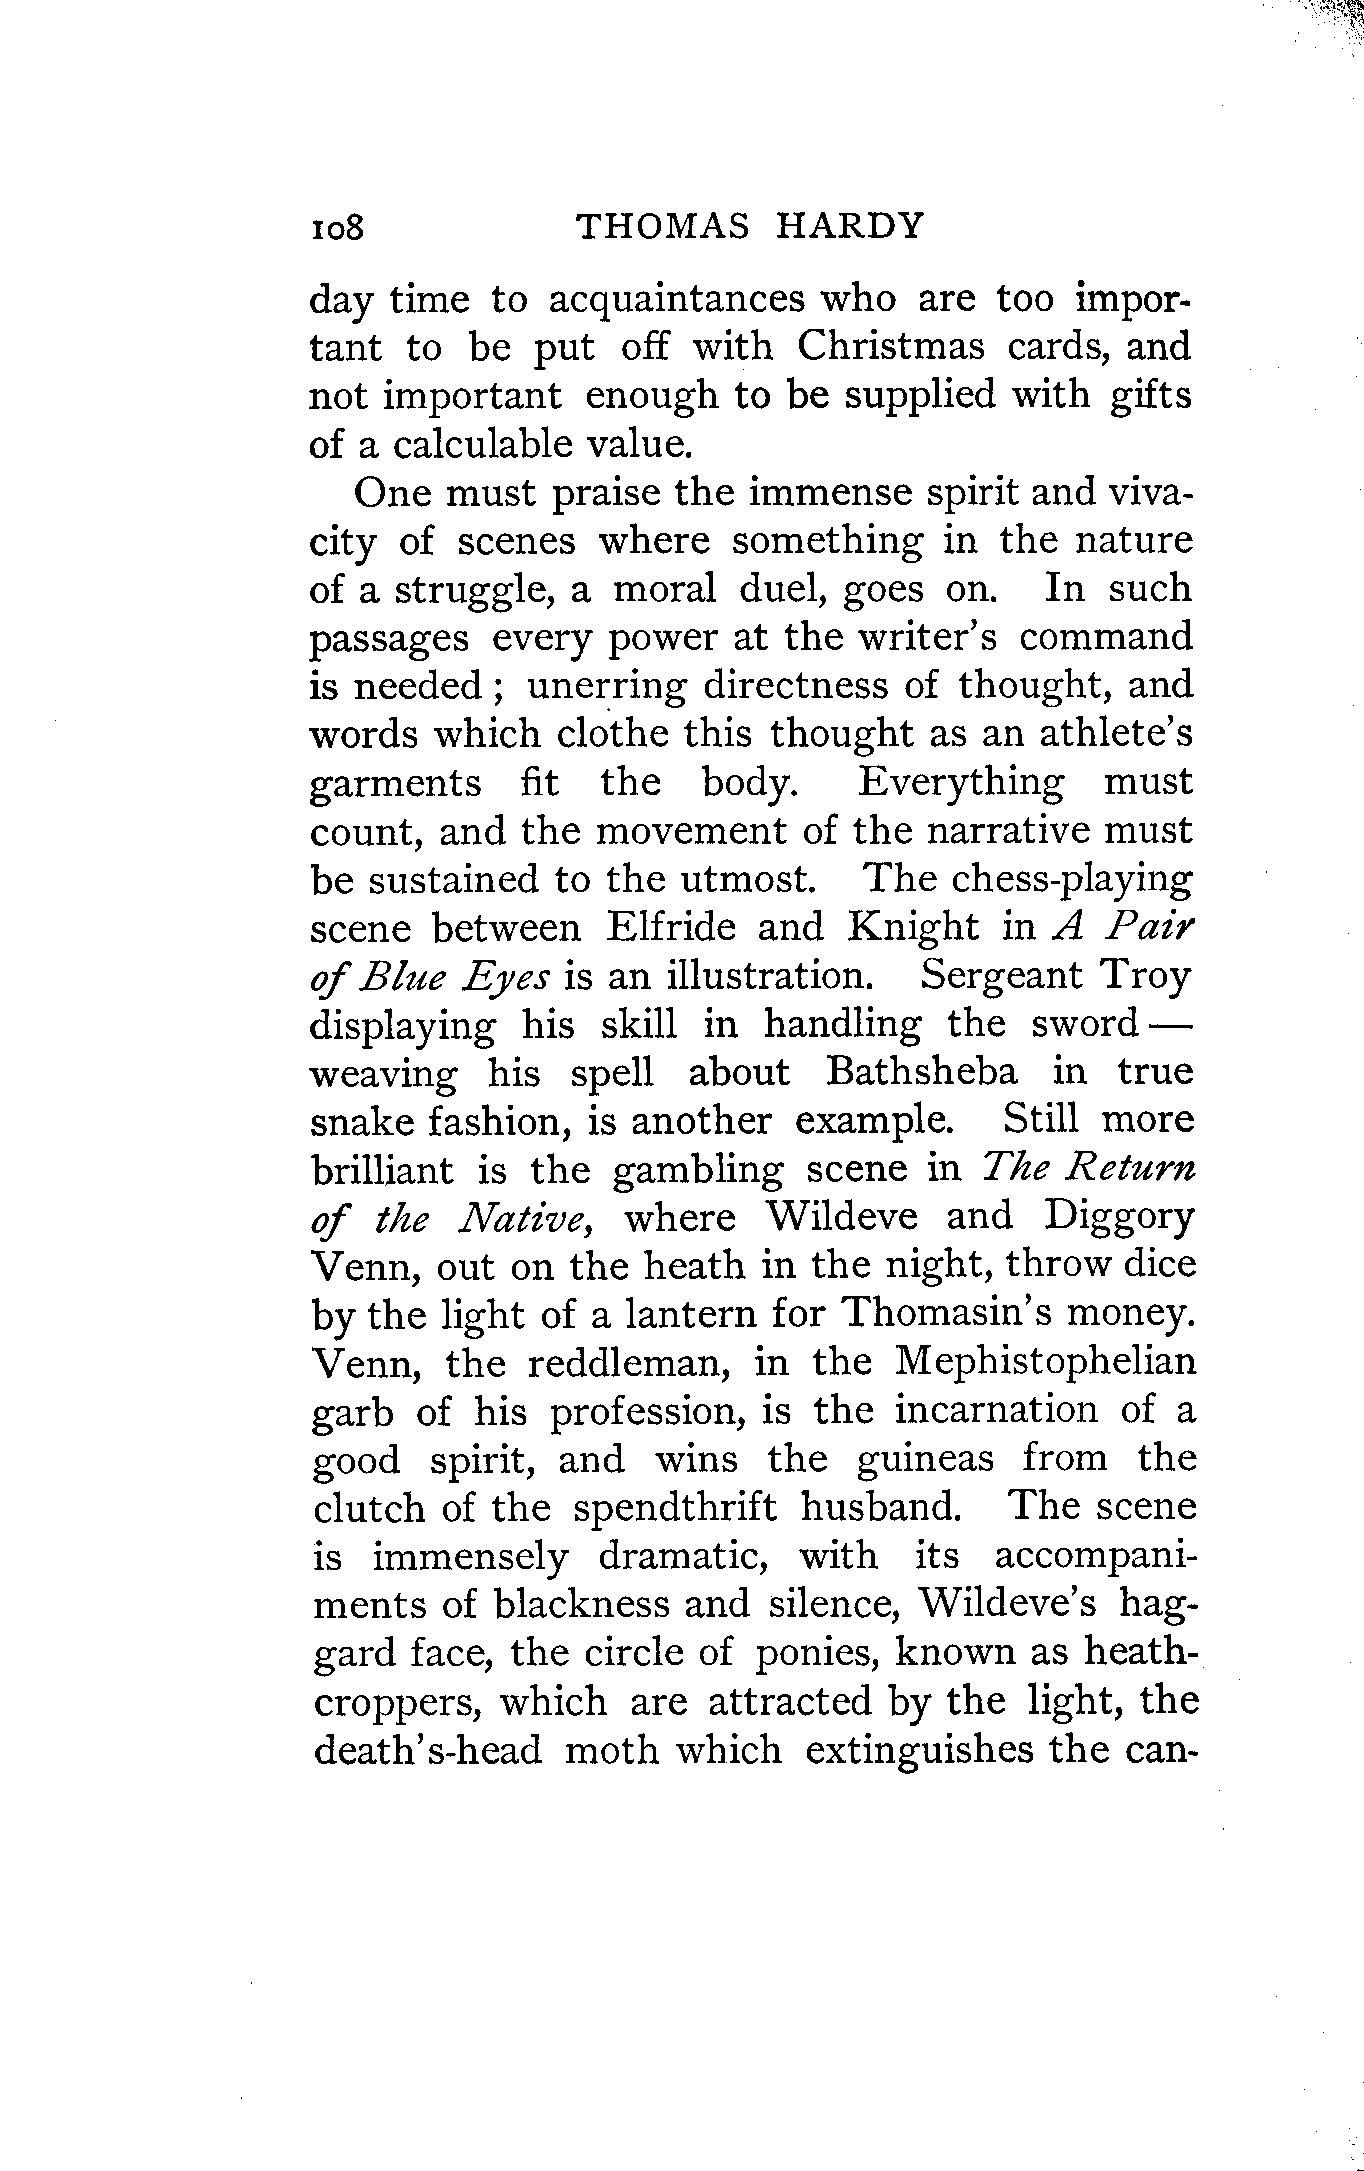 108 THOMAS HARDY
day time to acquaintances who are too impor-
tant to be put off with Christmas cards, and
not important enough to be supplied with gifts
of a calculable value.
One must praise the immense spirit and viva-
city of scenes where something in the nature
of a struggle, a moral duel, goes on. In such
passages every power at the writer's command
is needed ; unerring directness of thought, and
words which clothe this thought as an athlete's
garments fit the body. Everything must
count, and the movement of the narrative must
be sustained to the utmost. The chess-playing
scene between Elfride and Knight in A Pair
of Blue Eyes is an illustration. Sergeant Troy
displaying his skill in handling the sword —
weaving his spell about Bathsheba in true
snake fashion, is another example. Still more
brilliant is the gambling scene in The Return
of the Native, where Wildeve and Diggory
Venn, out on the heath in the night, throw dice
by the light of a lantern for Thomasin's money.
Venn, the reddleman, in the Mephistophelian
garb of his profession, is the incarnation of a
good spirit, and wins the guineas from the
clutch of the spendthrift husband. The scene
is immensely dramatic, with its accompani-
ments of blackness and silence, Wildeve's hag-
gard face, the circle of ponies, known as heath-
croppers, which are attracted by the light, the
death's-head moth which extinguishes the can-